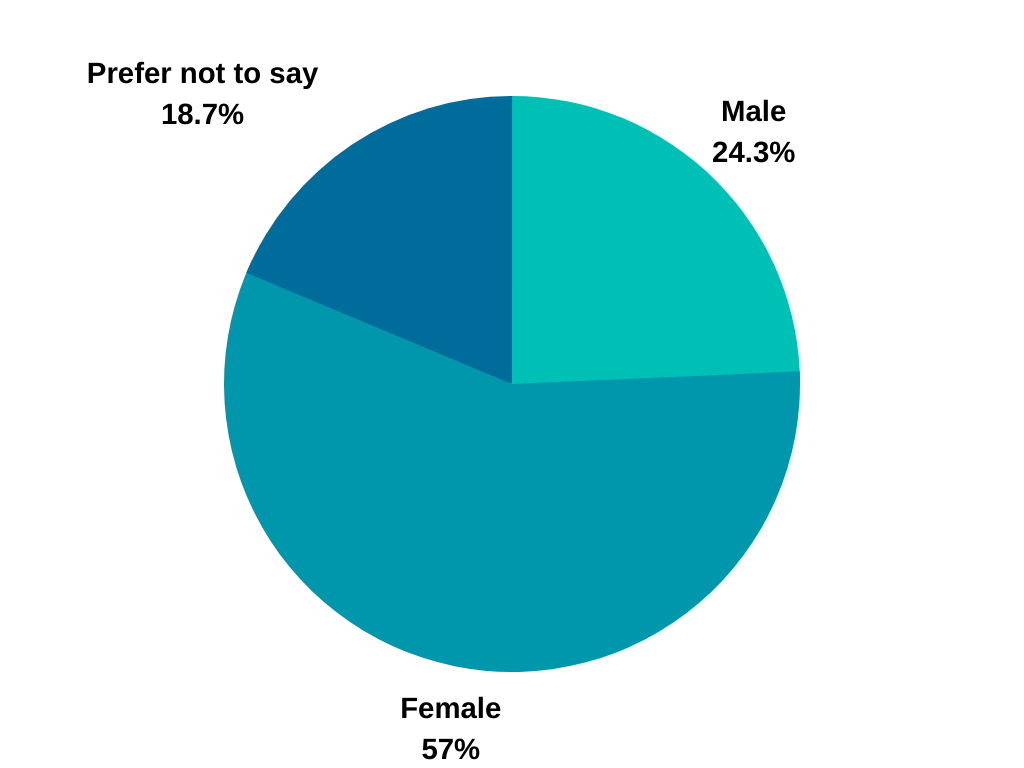 Prefer not to say
18.7%
Male
24.3%
Female
57%